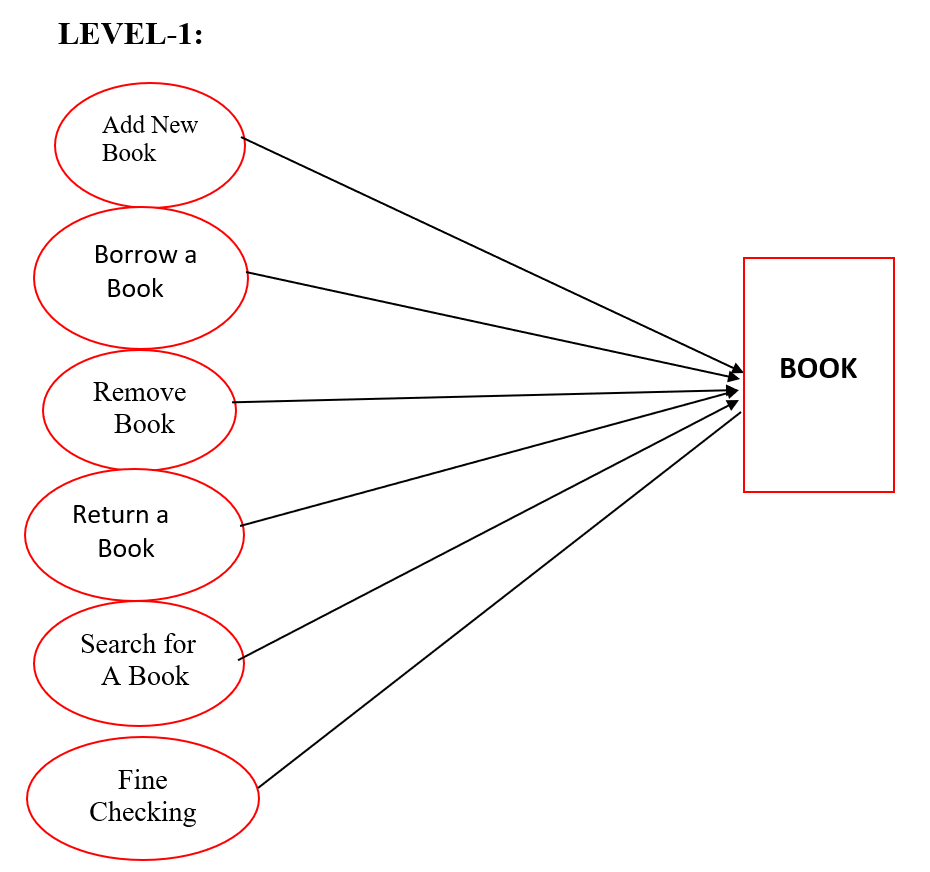 LEVEL-1:
Add New
Book
Borrow a
Book
Remove
Book
Return a
Book
Search for
A Book
Fine
Checking
BOOK